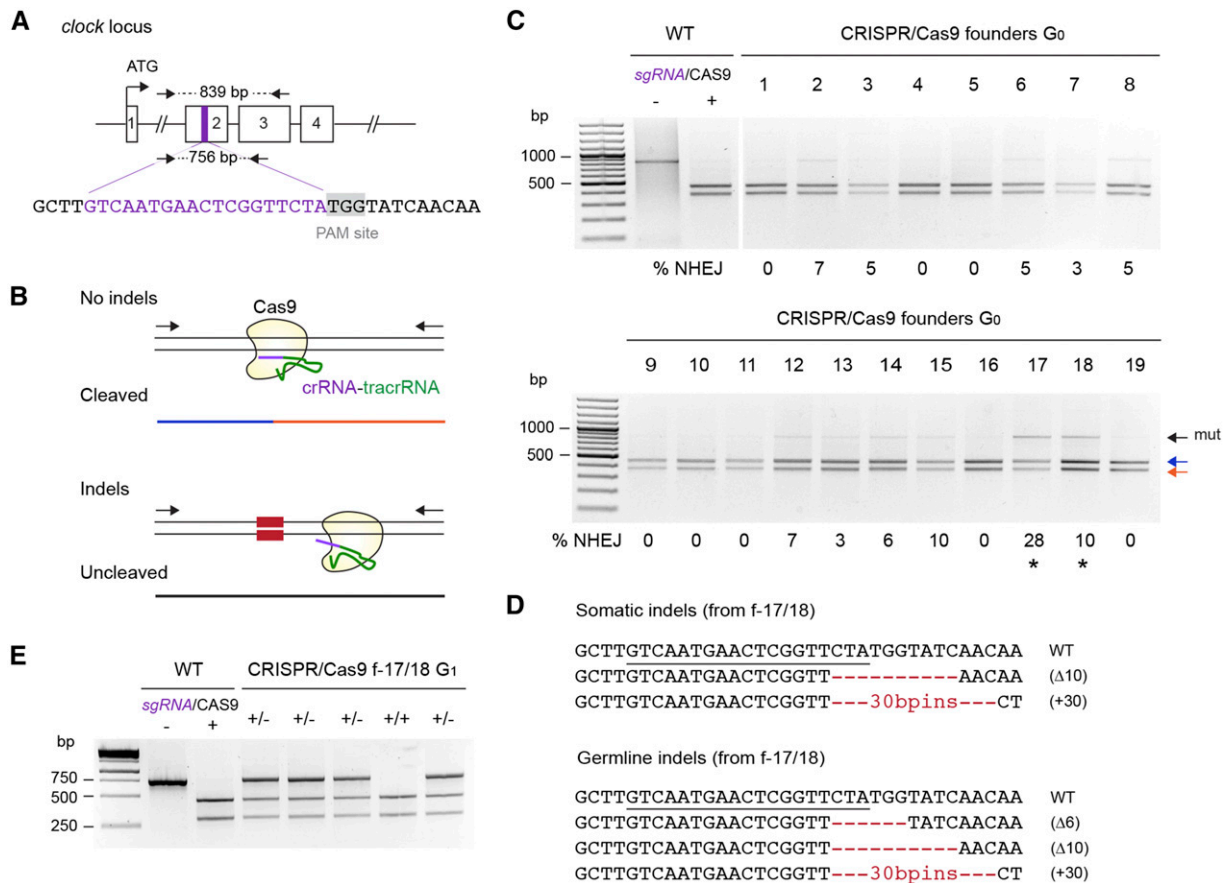 A
clock locus
ATG
839 bp
1
2
3
4
756 bp
GCTTGTCAATGAACTCGGTTCTATGGTATCAACAA
PAM site
B
No indels
Cas9
crRNA-tracrRNA
Cleaved
Indels
Uncleaved
C
WT
CRISPR/Cas9 founders G0
sgRNA/CAS9
- + 1 2 3 4 5 6 7 8
bp
1000
500
% NHEJ 0 7 5 0 0 5 3 5
CRISPR/Cas9 founders G0
9 10 11 12 13 14 15 16 17 18 19
bp
1000
500
mut
% NHEJ 0 0 0 7 3 6 10 0 28 10 0
* *
D
Somatic indels (from f-17/18)
GCTTGTCAATGAACTCGGTTCTATGGTATCAACAA WT
GCTTGTCAATGAACTCGGTT----------AACAA (Δ10)
GCTTGTCAATGAACTCGGTT---30bpins---CT (+30)
Germline indels (from f-17/18)
GCTTGTCAATGAACTCGGTTCTATGGTATCAACAA WT
GCTTGTCAATGAACTCGGTT------TATCAACAA (Δ6)
GCTTGTCAATGAACTCGGTT----------AACAA (Δ10)
GCTTGTCAATGAACTCGGTT---30bpins---CT (+30)
E
WT
CRISPR/Cas9 f-17/18 G1
sgRNA/CAS9
- + +/- +/- +/- +/+ +/-
bp
750
500
250